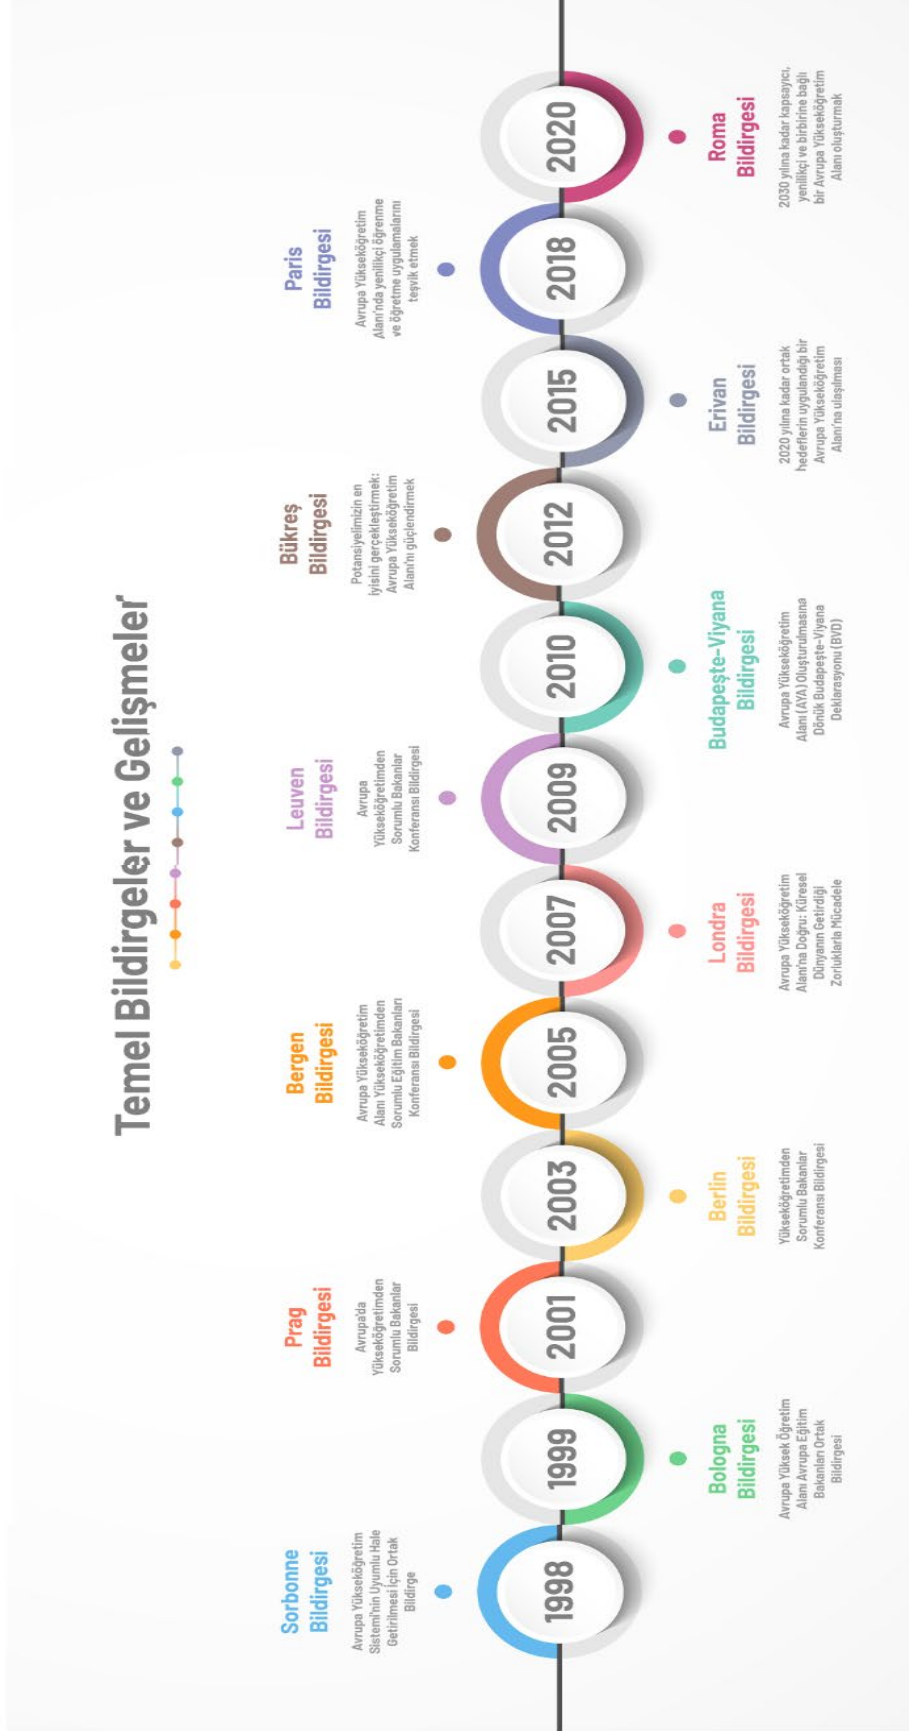 Temel Bildirgeler ve Gelişmeler
Sorbonne
Bildirgesi
Avrupa Yükseköğretim
Sistemi'nin Uyumlu Hale
Getirilmesi İçin Ortak
Bildirge
1998
1999
Bologna
Bildirgesi
Avrupa Yüksek Öğretim
Alanı Avrupa Eğitim
Bakanları Ortak
Bildirgesi
Prag
Bildirgesi
Avrupa'da
Yükseköğretimden
Sorumlu Bakanlar
Bildirgesi
2001
2003
Berlin
Bildirgesi
Yükseköğretimden
Sorumlu Bakanlar
Konferansı Bildirgesi
Bergen
Bildirgesi
Avrupa Yükseköğretim
Alanı Yükseköğretimden
Sorumlu Eğitim Bakanları
Konferansı Bildirgesi
2005
2007
Londra
Bildirgesi
Avrupa Yükseköğretim
Alanı'na Doğru: Küresel
Dünyanın Getirdiği
Zorluklarla Mücadele
Leuven
Bildirgesi
Avrupa
Yükseköğretimden
Sorumlu Bakanlar
Konferansı Bildirgesi
2009
2010
Budapeşte-Viyana
Bildirgesi
Avrupa Yükseköğretim
Alanı (AYA) Oluşturulmasına
Dönük Budapeşte-Viyana
Deklarasyonu (BVD)
Bükreş
Bildirgesi
Potansiyelimizin en
iyisini gerçekleştirmek:
Avrupa Yükseköğretim
Alanı'nı güçlendirmek
2012
2015
Erivan
Bildirgesi
2020 yılına kadar ortak
hedeflerin uygulandığı bir
Avrupa Yükseköğretim
Alanı'na ulaşılması
Paris
Bildirgesi
Avrupa Yükseköğretim
Alanı'nda yenilikçi öğrenme
ve öğretme uygulamalarını
teşvik etmek
2018
2020
Roma
Bildirgesi
2030 yılına kadar kapsayıcı,
yenilikçi ve birbirine bağlı
bir Avrupa Yükseköğretim
Alanı oluşturmak